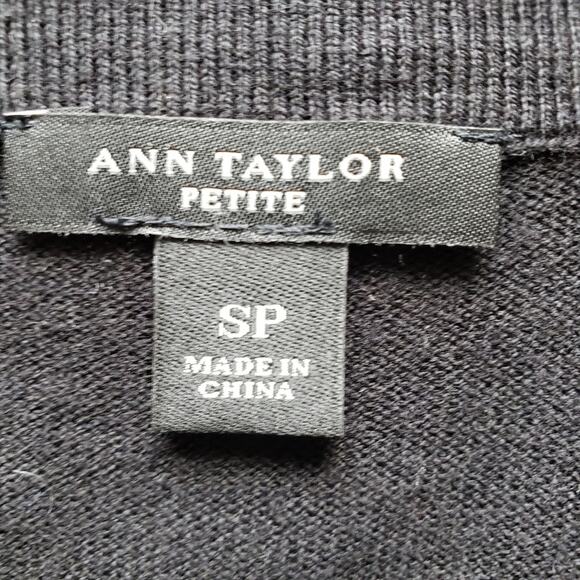 ANN TAYLOR
PETITE
SP
MADE IN
CHINA